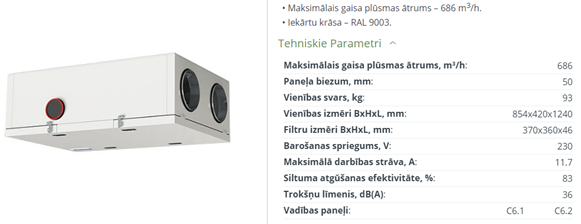 • Maksimālais gaisa plūsmas ātrums – 686 m³/h.
• Iekārtu krāsa – RAL 9003.
Tehniskie Parametri
Maksimālais gaisa plūsmas ātrums, m³/h: 686
Paneļa biezum, mm: 50
Vienības svars, kg: 93
Vienības izmēri BxHxL, mm: 854x420x1240
Filtru izmēri BxHxL, mm: 370x360x46
Barošanas spriegums, V: 230
Maksimālā darbības strāva, A: 11.7
Siltuma atgūšanas efektivitāte, %: 83
Trokšņu līmenis, dB(A): 36
Vadības paneļi: C6.1 C6.2